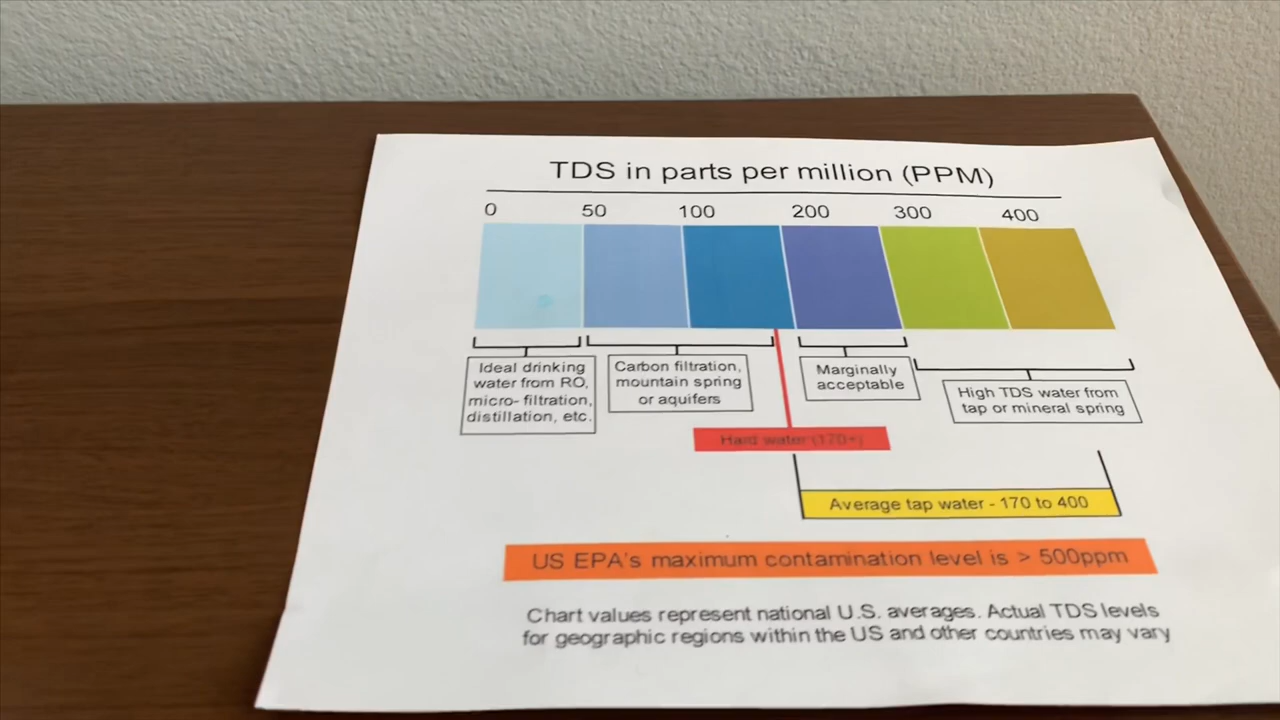 TDS in parts per million (PPM)
0 50 100 200 300 400
Ideal drinking
water from RO,
micro-filtration,
distillation, etc.
Carbon filtration,
mountain spring
or aquifers
Marginally
acceptable
High TDS water from
tap or mineral spring
Hard water (170+)
Average tap water - 170 to 400
US EPA's maximum contamination level is > 500ppm
Chart values represent national U.S. averages. Actual TDS levels
for geographic regions within the US and other countries may vary